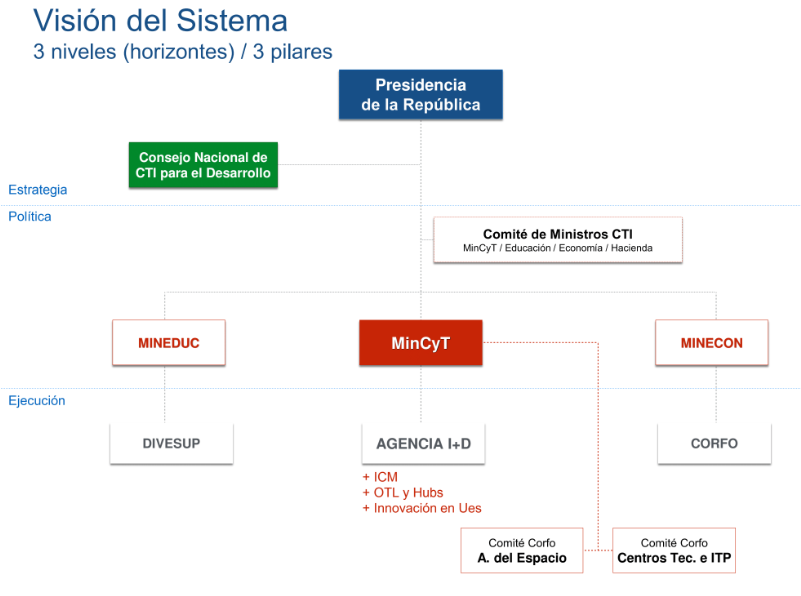 Visión del Sistema
3 niveles (horizontes) / 3 pilares
Presidencia
de la República
Consejo Nacional de
CTI para el Desarrollo
Estrategia
Política
Comité de Ministros CTI
MinCyT / Educación / Economía / Hacienda
MINEDUC
MinCyT
MINECON
Ejecución
DIVESUP
AGENCIA I+D
CORFO
+ ICM
+ OTL y Hubs
+ Innovación en Ues
Comité Corfo
A. del Espacio
Comité Corfo
Centros Tec. e ITP